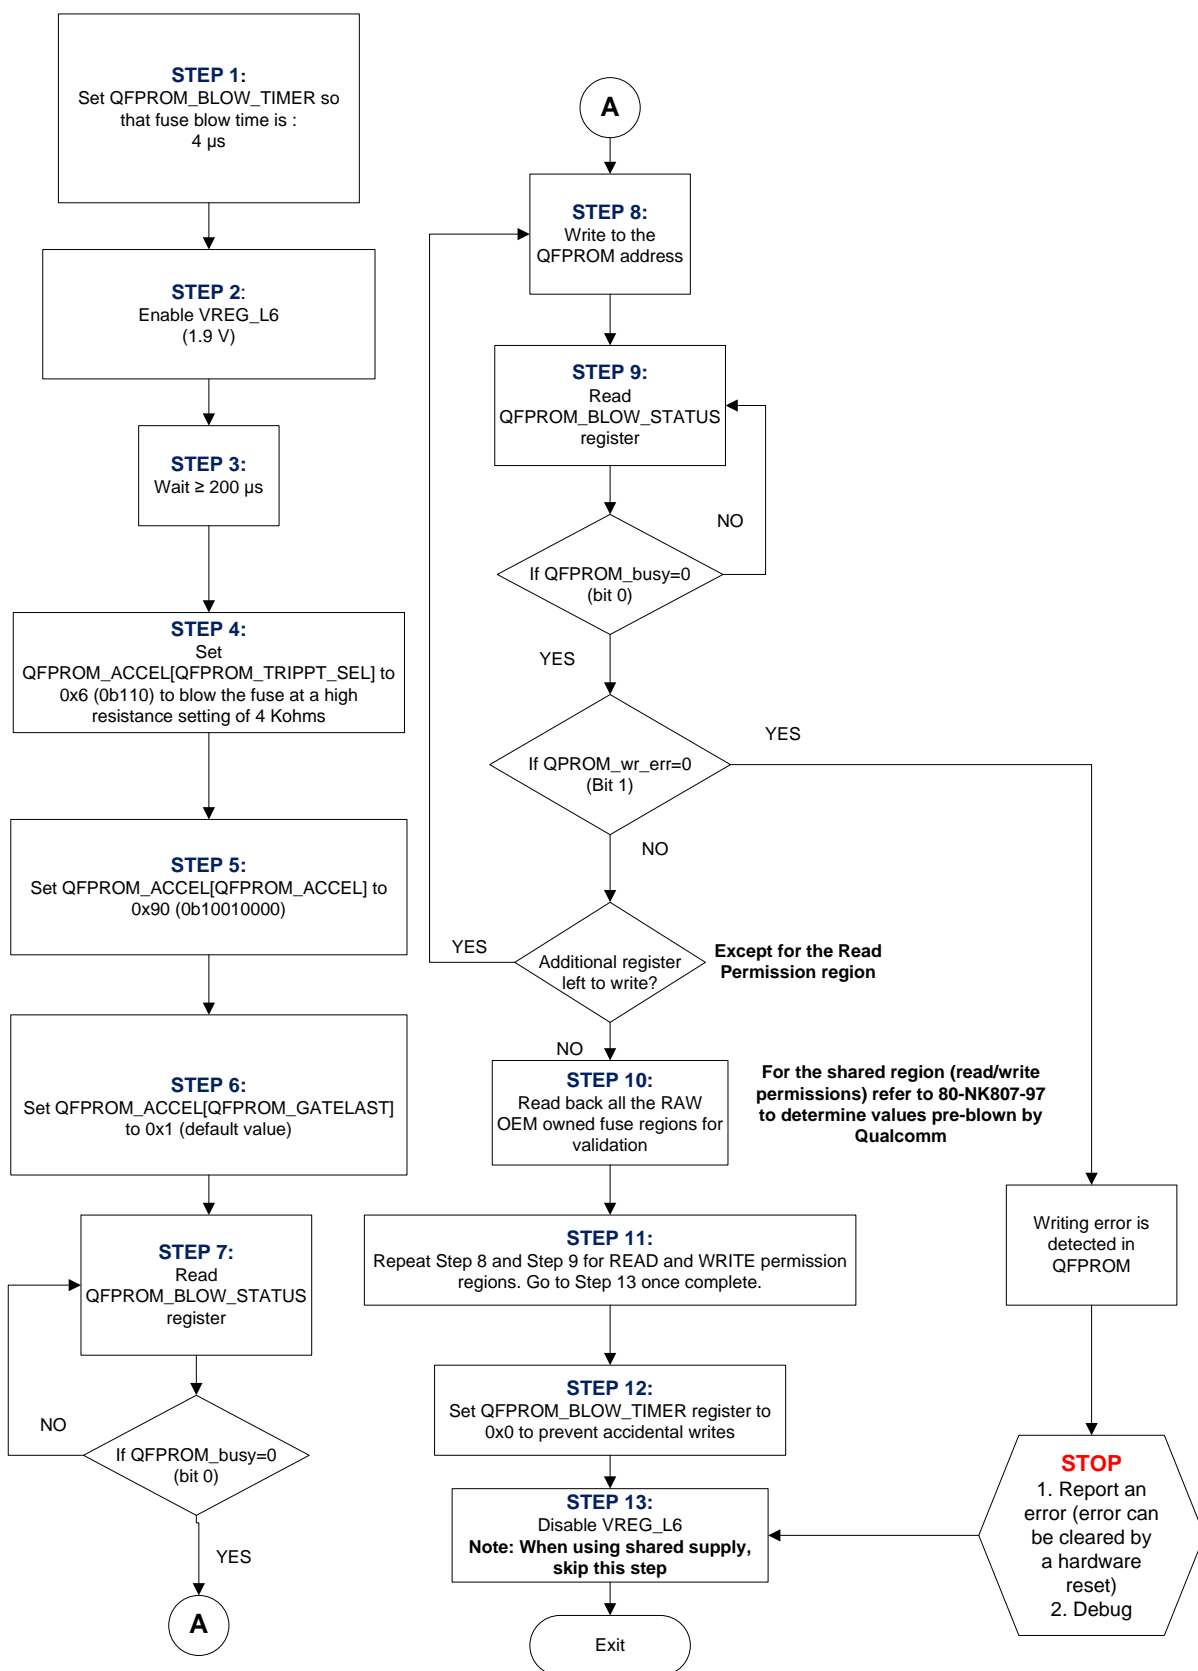 STEP 1:
Set QFPROM_BLOW_TIMER so
that fuse blow time is :
4 µs
STEP 2:
Enable VREG_L6
(1.9 V)
STEP 3:
Wait ≥ 200 µs
STEP 4:
Set
QFPROM_ACCEL[QFPROM_TRIPPT_SEL] to
0x6 (0b110) to blow the fuse at a high
resistance setting of 4 Kohms
STEP 5:
Set QFPROM_ACCEL[QFPROM_ACCEL] to
0x90 (0b10010000)
STEP 6:
Set QFPROM_ACCEL[QFPROM_GATELAST]
to 0x1 (default value)
STEP 7:
Read
QFPROM_BLOW_STATUS
register
NO
If QFPROM_busy=0
(bit 0)
YES
A
A
STEP 8:
Write to the
QFPROM address
STEP 9:
Read
QFPROM_BLOW_STATUS
register
NO
If QFPROM_busy=0
(bit 0)
YES
If QPROM_wr_err=0
(Bit 1)
YES
NO
YES
Additional register
left to write?
Except for the Read
Permission region
NO
STEP 10:
Read back all the RAW
OEM owned fuse regions for
validation
For the shared region (read/write
permissions) refer to 80-NK807-97
to determine values pre-blown by
Qualcomm
STEP 11:
Repeat Step 8 and Step 9 for READ and WRITE permission
regions. Go to Step 13 once complete.
Writing error is
detected in
QFPROM
STEP 12:
Set QFPROM_BLOW_TIMER register to
0x0 to prevent accidental writes
STEP 13:
Disable VREG_L6
Note: When using shared supply,
skip this step
STOP
1. Report an
error (error can
be cleared by
a hardware
reset)
2. Debug
Exit